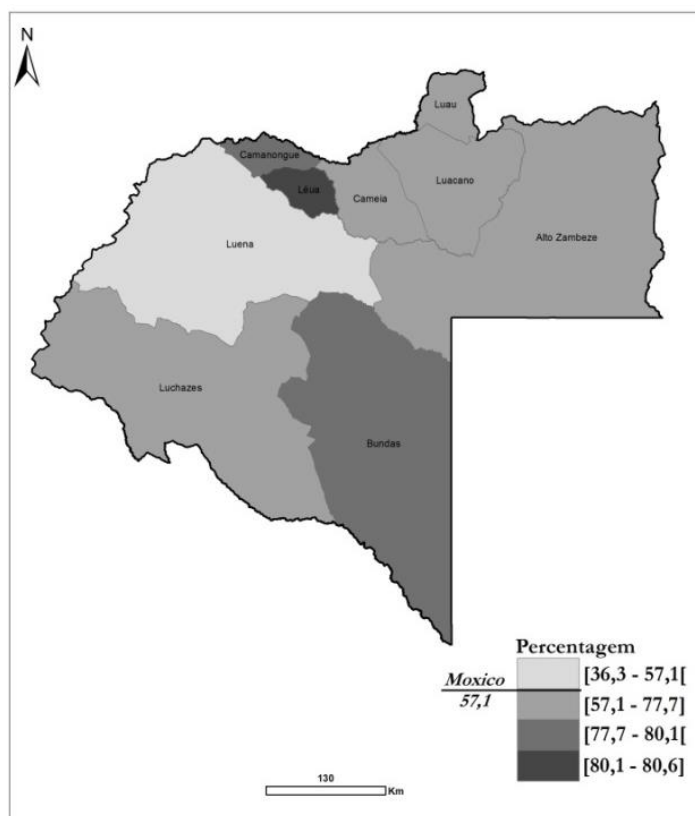 N
Luau
Camanongue
Léua
Cameia
Luacano
Luena
Alto Zambeze
Luchazes
Bundas
Percentagem
[36,3 - 57,1[
Moxico
57,1
[57,1 - 77,7]
[77,7 - 80,1[
[80,1 - 80,6]
130
Km